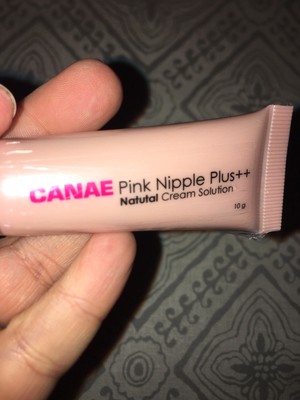 CANAE Pink Nipple Plus++
Natutal Cream Solution
10 g